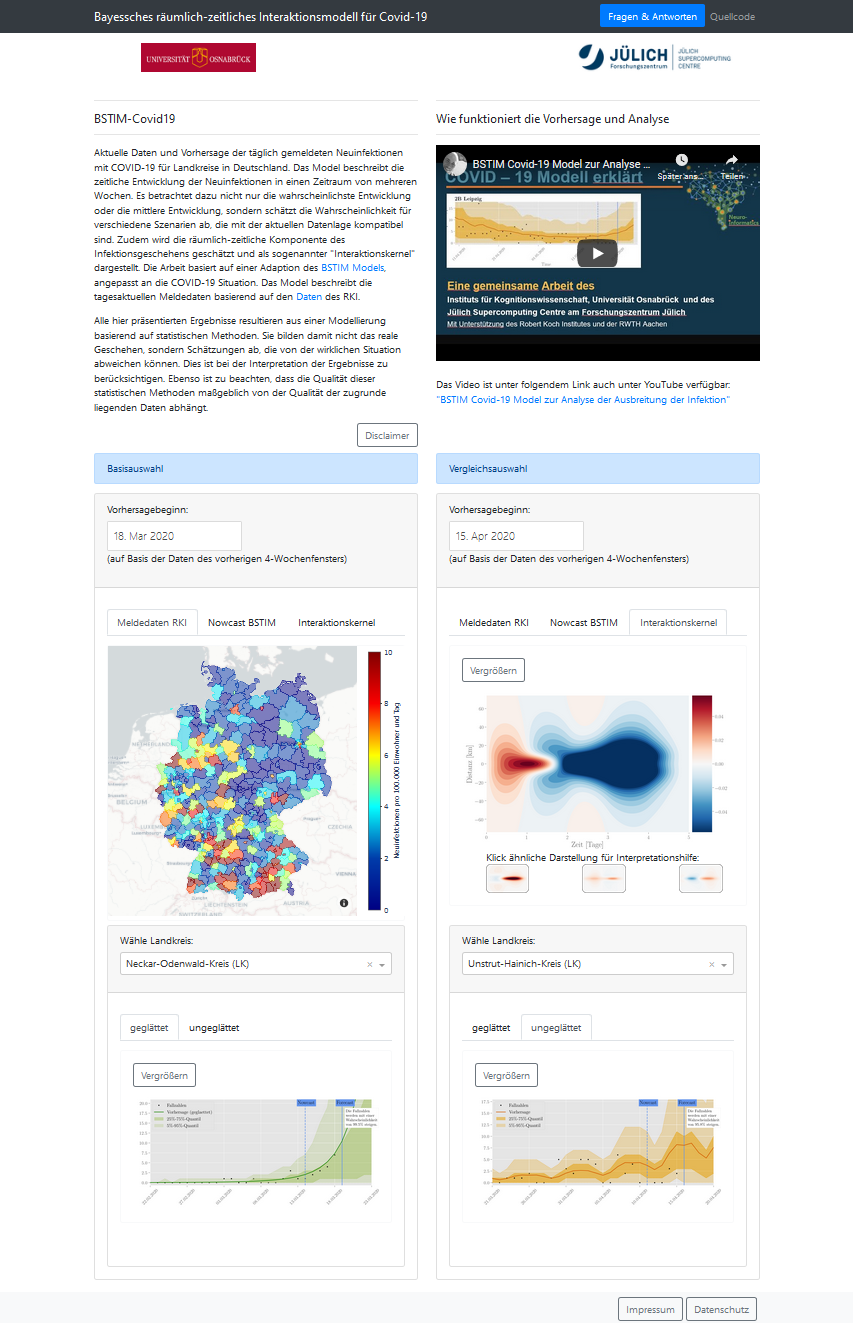 Bayessches räumlich-zeitliches Interaktionsmodell für Covid-19
Fragen & Antworten
Quellcode
UNIVERSITÄT OSNABRÜCK
JÜLICH
Forschungszentrum
JÜLICH
SUPERCOMPUTING
CENTRE
BSTIM-Covid19
Aktuelle Daten und Vorhersage der täglich gemeldeten Neuinfektionen
mit COVID-19 für Landkreise in Deutschland. Das Model beschreibt die
zeitliche Entwicklung der Neuinfektionen in einen Zeitraum von mehreren
Wochen. Es betrachtet dazu nicht nur die wahrscheinlichste Entwicklung
oder die mittlere Entwicklung, sondern schätzt die Wahrscheinlichkeit für
verschiedene Szenarien ab, die mit der aktuellen Datenlage kompatibel
sind. Zudem wird die räumlich-zeitliche Komponente des
Infektionsgeschehens geschätzt und als sogenannter "Interaktionskernel"
dargestellt. Die Arbeit basiert auf einer Adaption des BSTIM Models,
angepasst an die COVID-19 Situation. Das Model beschreibt die
tagesaktuellen Meldedaten basierend auf den Daten des RKI.
Alle hier präsentierten Ergebnisse resultieren aus einer Modellierung
basierend auf statistischen Methoden. Sie bilden damit nicht das reale
Geschehen, sondern Schätzungen ab, die von der wirklichen Situation
abweichen können. Dies ist bei der Interpretation der Ergebnisse zu
berücksichtigen. Ebenso ist zu beachten, dass die Qualität dieser
statistischen Methoden maßgeblich von der Qualität der zugrunde
liegenden Daten abhängt.
Disclaimer
Wie funktioniert die Vorhersage und Analyse
BSTIM Covid-19 Model zur Analyse ...
Später ans...
Teilen
COVID – 19 Modell erklärt
2B Leipzig
Neuro-
Informatics
Eine gemeinsame Arbeit des
Instituts für Kognitionswissenschaft, Universität Osnabrück und des
Jülich Supercomputing Centre am Forschungszentrum Jülich
Mit Unterstützung des Robert Koch Institutes und der RWTH Aachen
Das Video ist unter folgendem Link auch unter YouTube verfügbar:
"BSTIM Covid-19 Model zur Analyse der Ausbreitung der Infektion"
Basisauswahl
Vorhersagebeginn:
18. Mar 2020
(auf Basis der Daten des vorherigen 4-Wochenfensters)
Meldedaten RKI
Nowcast BSTIM
Interaktionskernel
BELGIUM
CZECHIA
VIENNA
AUSTRIA
LIECHTENSTEIN
SWITZERLAND
10
8
6
4
2
0
Neuinfektionen pro 100.000 Einwohner und Tag
Wähle Landkreis:
Neckar-Odenwald-Kreis (LK)
geglättet
ungeglättet
Vergrößern
Fallzahlen
Vorhersage (geglaettet)
25%-75%-Quantil
5%-95%-Quantil
Nowcast
Forecast
Vergleichsauswahl
Vorhersagebeginn:
15. Apr 2020
(auf Basis der Daten des vorherigen 4-Wochenfensters)
Meldedaten RKI
Nowcast BSTIM
Interaktionskernel
Vergrößern
Distanz [km]
Zeit [Tage]
Klick ähnliche Darstellung für Interpretationshilfe:
Wähle Landkreis:
Unstrut-Hainich-Kreis (LK)
geglättet
ungeglättet
Vergrößern
Fallzahlen
Vorhersage
25%-75%-Quantil
5%-95%-Quantil
Nowcast
Forecast
Impressum
Datenschutz